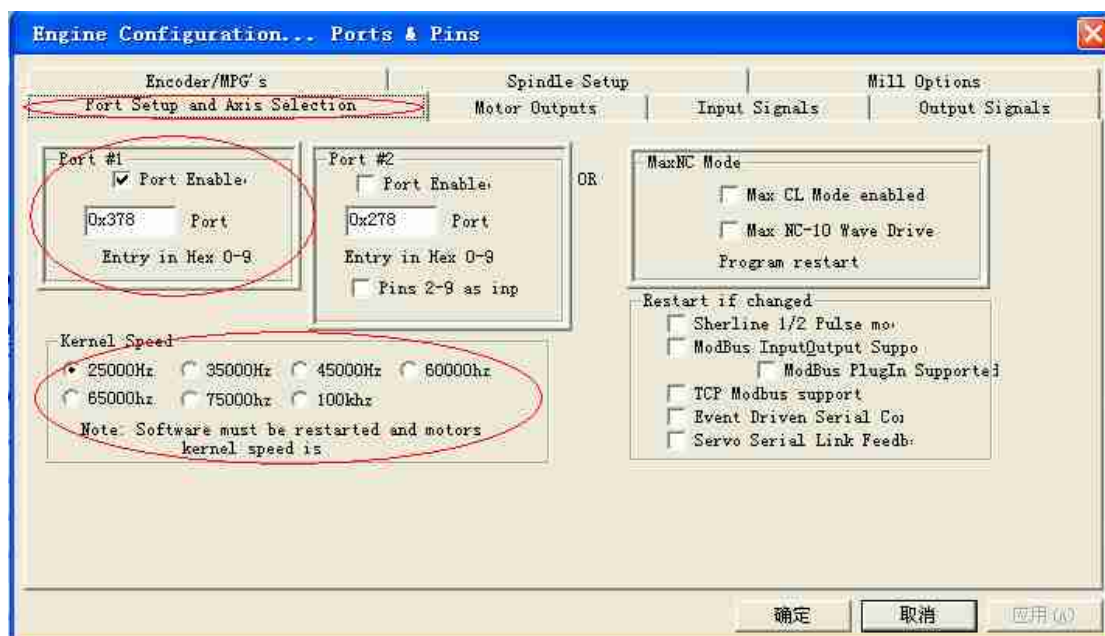 Engine Configuration... Ports & Pins
Encoder/MPG's
Spindle Setup
Mill Options
Port Setup and Axis Selection
Motor Outputs
Input Signals
Output Signals
Port #1
Port Enable
0x378
Port
Entry in Hex 0-9
Port #2
Port Enable
0x278
Port
Entry in Hex 0-9
Pins 2-9 as inp
OR
MaxNC Mode
Max CL Mode enabled
Max NC-10 Wave Drive
Program restart
Restart if changed
Sherline 1/2 Pulse mo
ModBus InputOutput Suppo
ModBus PlugIn Supported
TCP Modbus support
Event Driven Serial Co
Servo Serial Link Feedb
Kernel Speed
25000Hz
35000Hz
45000Hz
60000hz
65000hz
75000hz
100khz
Note: Software must be restarted and motors
kernel speed is
确定
取消
应用(A)